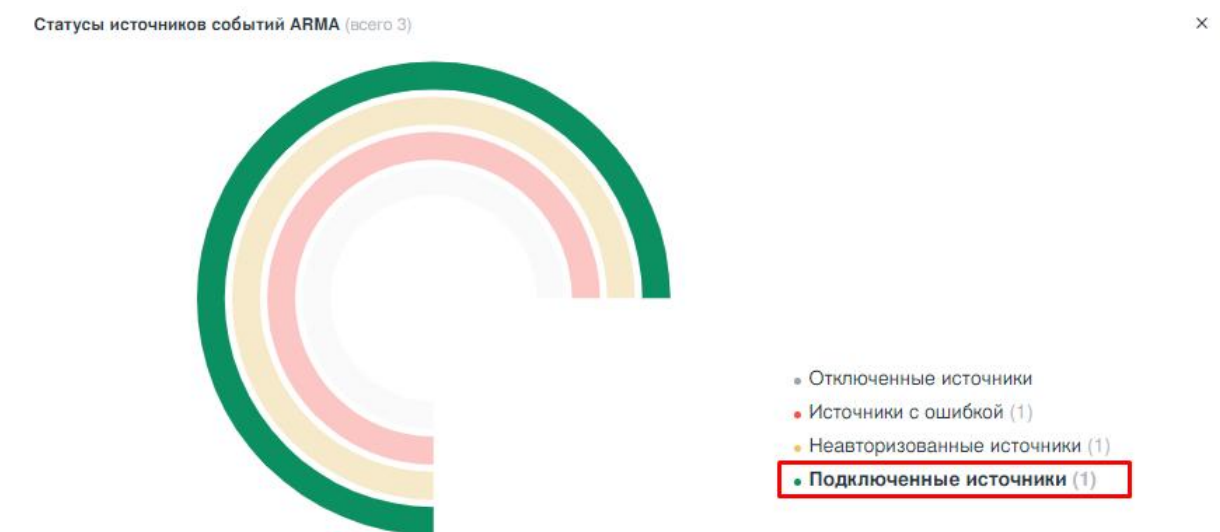 Статусы источников событий ARMA (всего 3)
Отключенные источники
Источники с ошибкой (1)
Неавторизованные источники (1)
Подключенные источники (1)